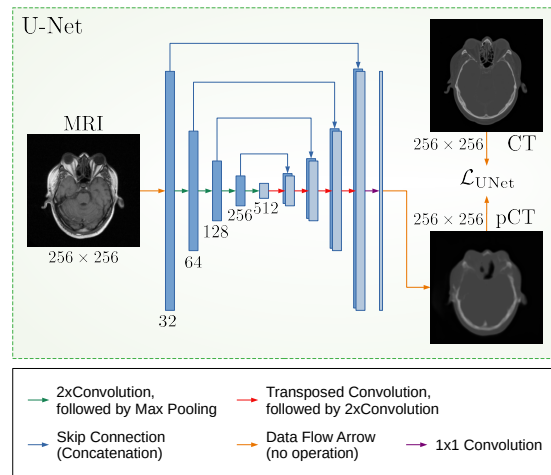 U-Net
MRI
256 × 256
32
64
128
256
512
256 × 256
CT
𝓛UNet
256 × 256
pCT
2xConvolution,
followed by Max Pooling
Transposed Convolution,
followed by 2xConvolution
Skip Connection
(Concatenation)
Data Flow Arrow
(no operation)
1x1 Convolution